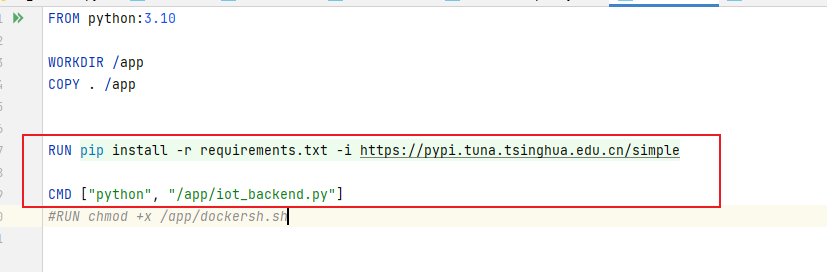 FROM python:3.10
WORKDIR /app
COPY . /app
RUN pip install -r requirements.txt -i https://pypi.tuna.tsinghua.edu.cn/simple
CMD ["python", "/app/iot_backend.py"]
#RUN chmod +x /app/dockersh.sh